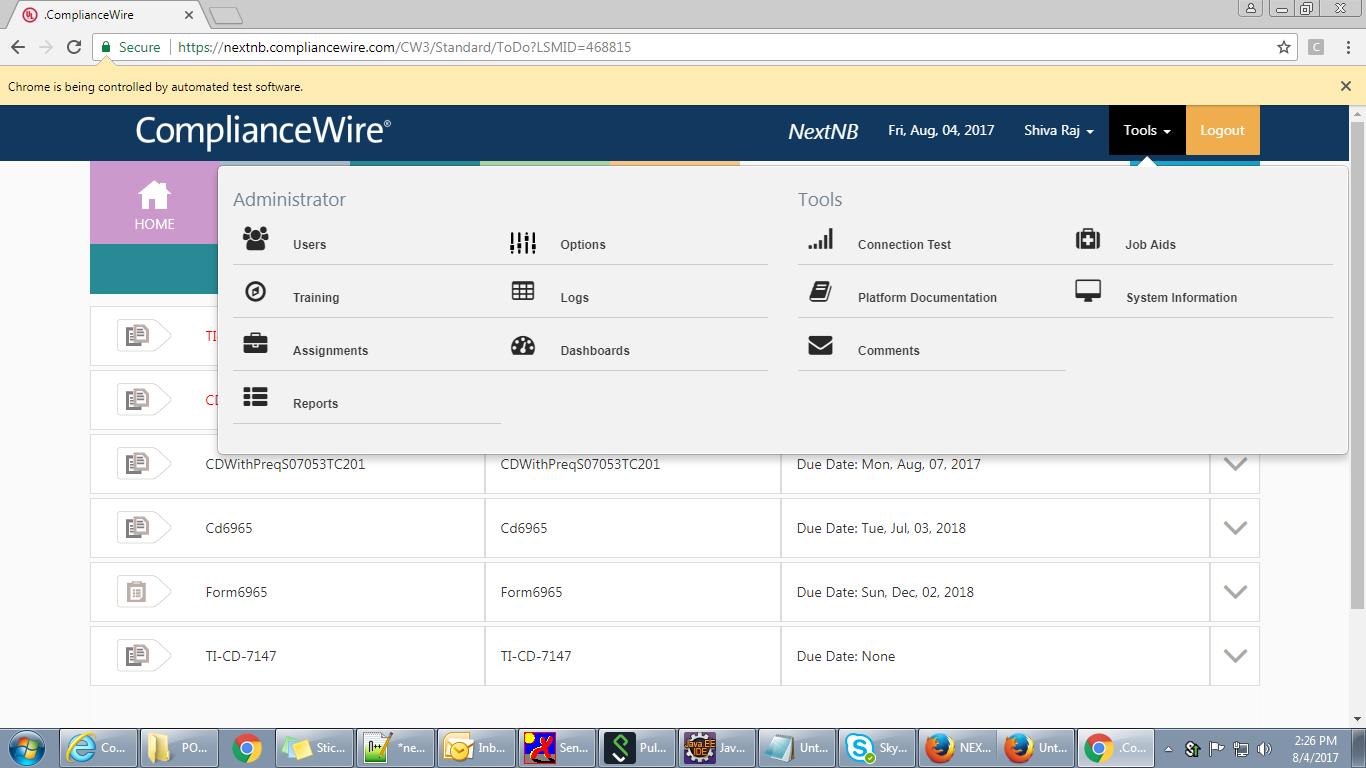 .ComplianceWire
Secure https://nextnb.compliancewire.com/CW3/Standard/ToDo?LSMID=468815
C
Chrome is being controlled by automated test software.
ComplianceWire® NextNB Fri, Aug, 04, 2017 Shiva Raj Tools Logout
HOME
Administrator Tools
Users Options Connection Test Job Aids
Training Logs Platform Documentation System Information
TI
Assignments Dashboards Comments
CD
Reports
CDWithPreqS07053TC201 CDWithPreqS07053TC201 Due Date: Mon, Aug, 07, 2017
Cd6965 Cd6965 Due Date: Tue, Jul, 03, 2018
Form6965 Form6965 Due Date: Sun, Dec, 02, 2018
TI-CD-7147 TI-CD-7147 Due Date: None
Co... PO... Stic... *ne... Inb... Sen... Pul... Jav... Unt... Sky... NEX... Unt... .Co...
2:26 PM
8/4/2017